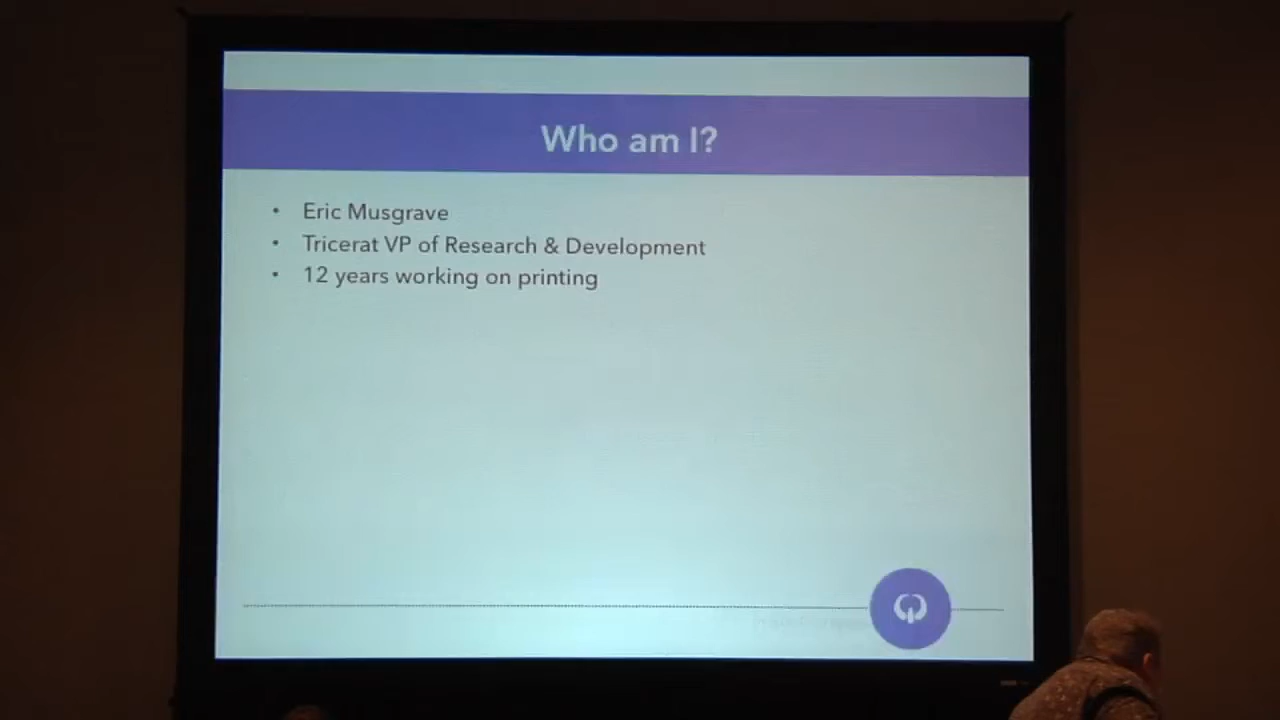 Who am I?
• Eric Musgrave
• Tricerat VP of Research & Development
• 12 years working on printing